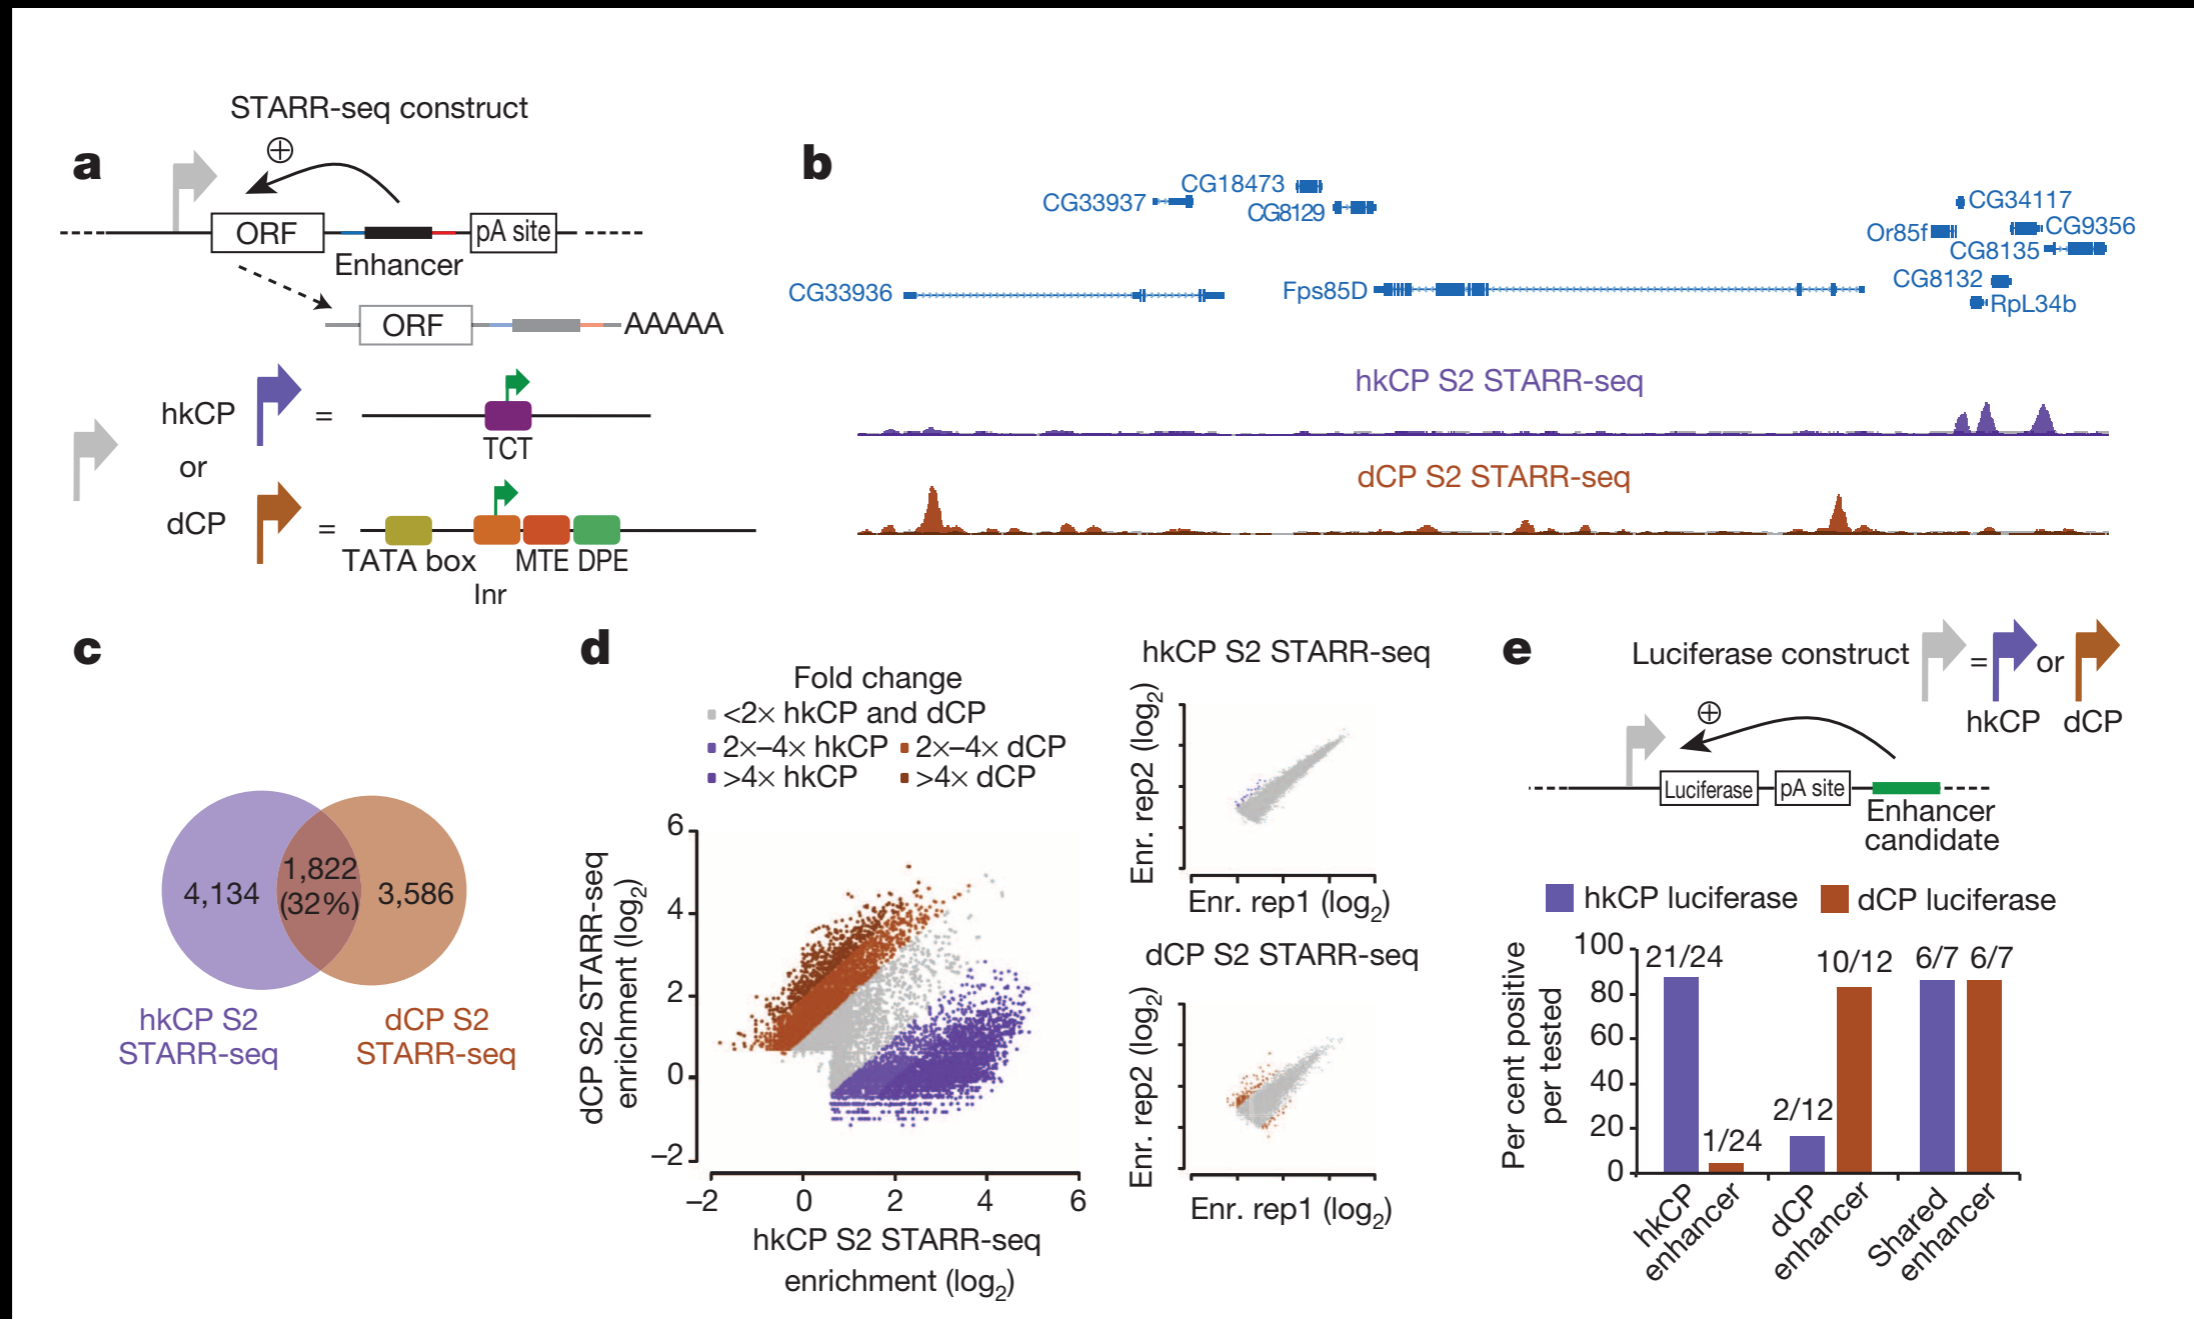 a
STARR-seq construct
⊕
ORF
Enhancer
pA site
ORF
AAAAA
hkCP
=
TCT
or
dCP
=
TATA box
Inr
MTE
DPE
b
CG33937
CG18473
CG8129
CG34117
Or85f
CG9356
CG8135
CG33936
Fps85D
CG8132
RpL34b
hkCP S2 STARR-seq
dCP S2 STARR-seq
c
4,134
1,822
(32%)
3,586
hkCP S2
STARR-seq
dCP S2
STARR-seq
d
Fold change
<2× hkCP and dCP
2×–4× hkCP
2×–4× dCP
>4× hkCP
>4× dCP
dCP S2 STARR-seq
enrichment (log2)
6
4
2
0
–2
–2
0
2
4
6
hkCP S2 STARR-seq
enrichment (log2)
hkCP S2 STARR-seq
Enr. rep2 (log2)
Enr. rep1 (log2)
dCP S2 STARR-seq
Enr. rep2 (log2)
Enr. rep1 (log2)
e
Luciferase construct
=
or
hkCP
dCP
⊕
Luciferase
pA site
Enhancer
candidate
hkCP luciferase
dCP luciferase
Per cent positive
per tested
100
80
60
40
20
0
21/24
1/24
2/12
10/12
6/7
6/7
hkCP
enhancer
dCP
enhancer
Shared
enhancer